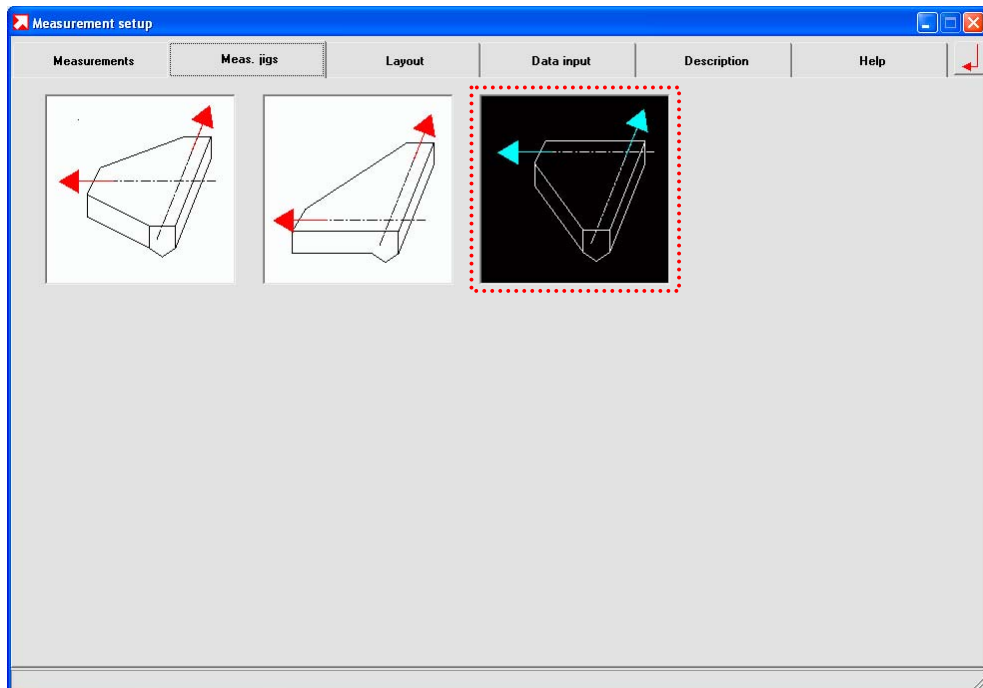 Measurement setup
Measurements Meas. jigs Layout Data input Description Help